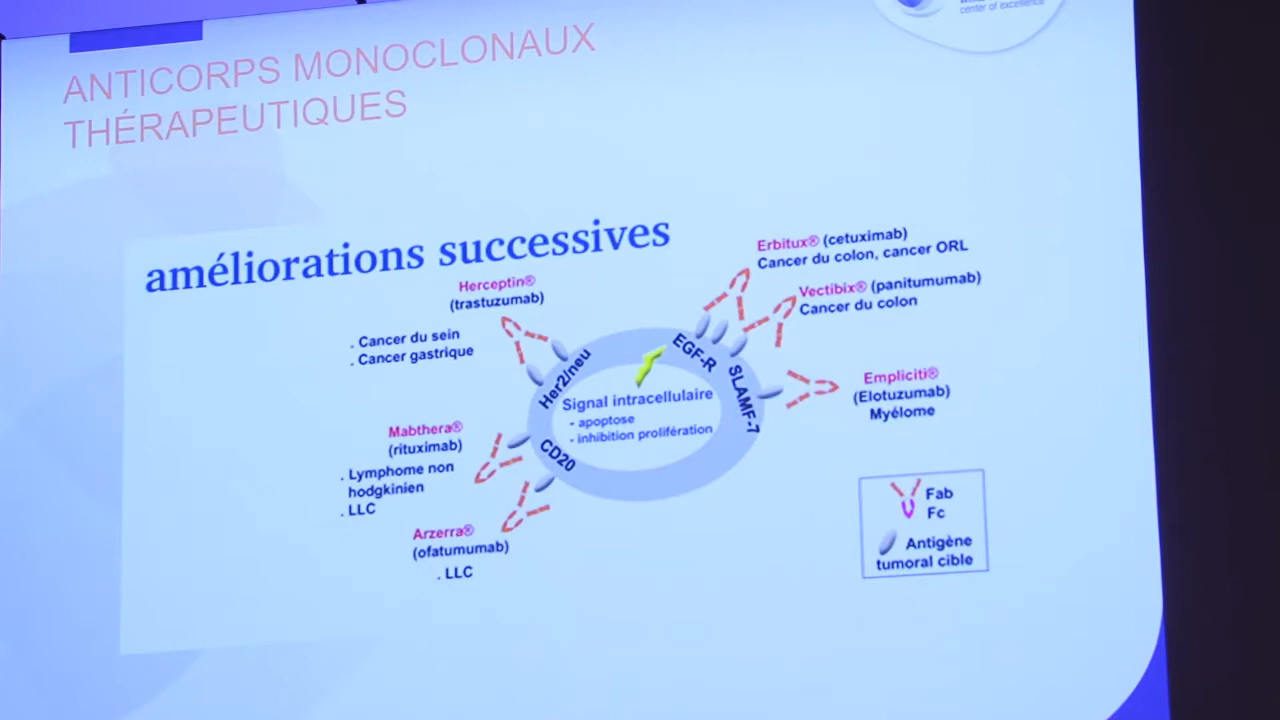 center of excellence
ANTICORPS MONOCLONAUX
THÉRAPEUTIQUES
améliorations successives
Herceptin®
(trastuzumab)
. Cancer du sein
. Cancer gastrique
Mabthera®
(rituximab)
. Lymphome non
hodgkinien
. LLC
Arzerra®
(ofatumumab)
. LLC
Her2/neu
CD20
Signal intracellulaire
- apoptose
- inhibition prolifération
EGF-R
SLAMF-7
Erbitux® (cetuximab)
Cancer du colon, cancer ORL
Vectibix® (panitumumab)
Cancer du colon
Empliciti®
(Elotuzumab)
Myélome
Fab
Fc
Antigène
tumoral cible